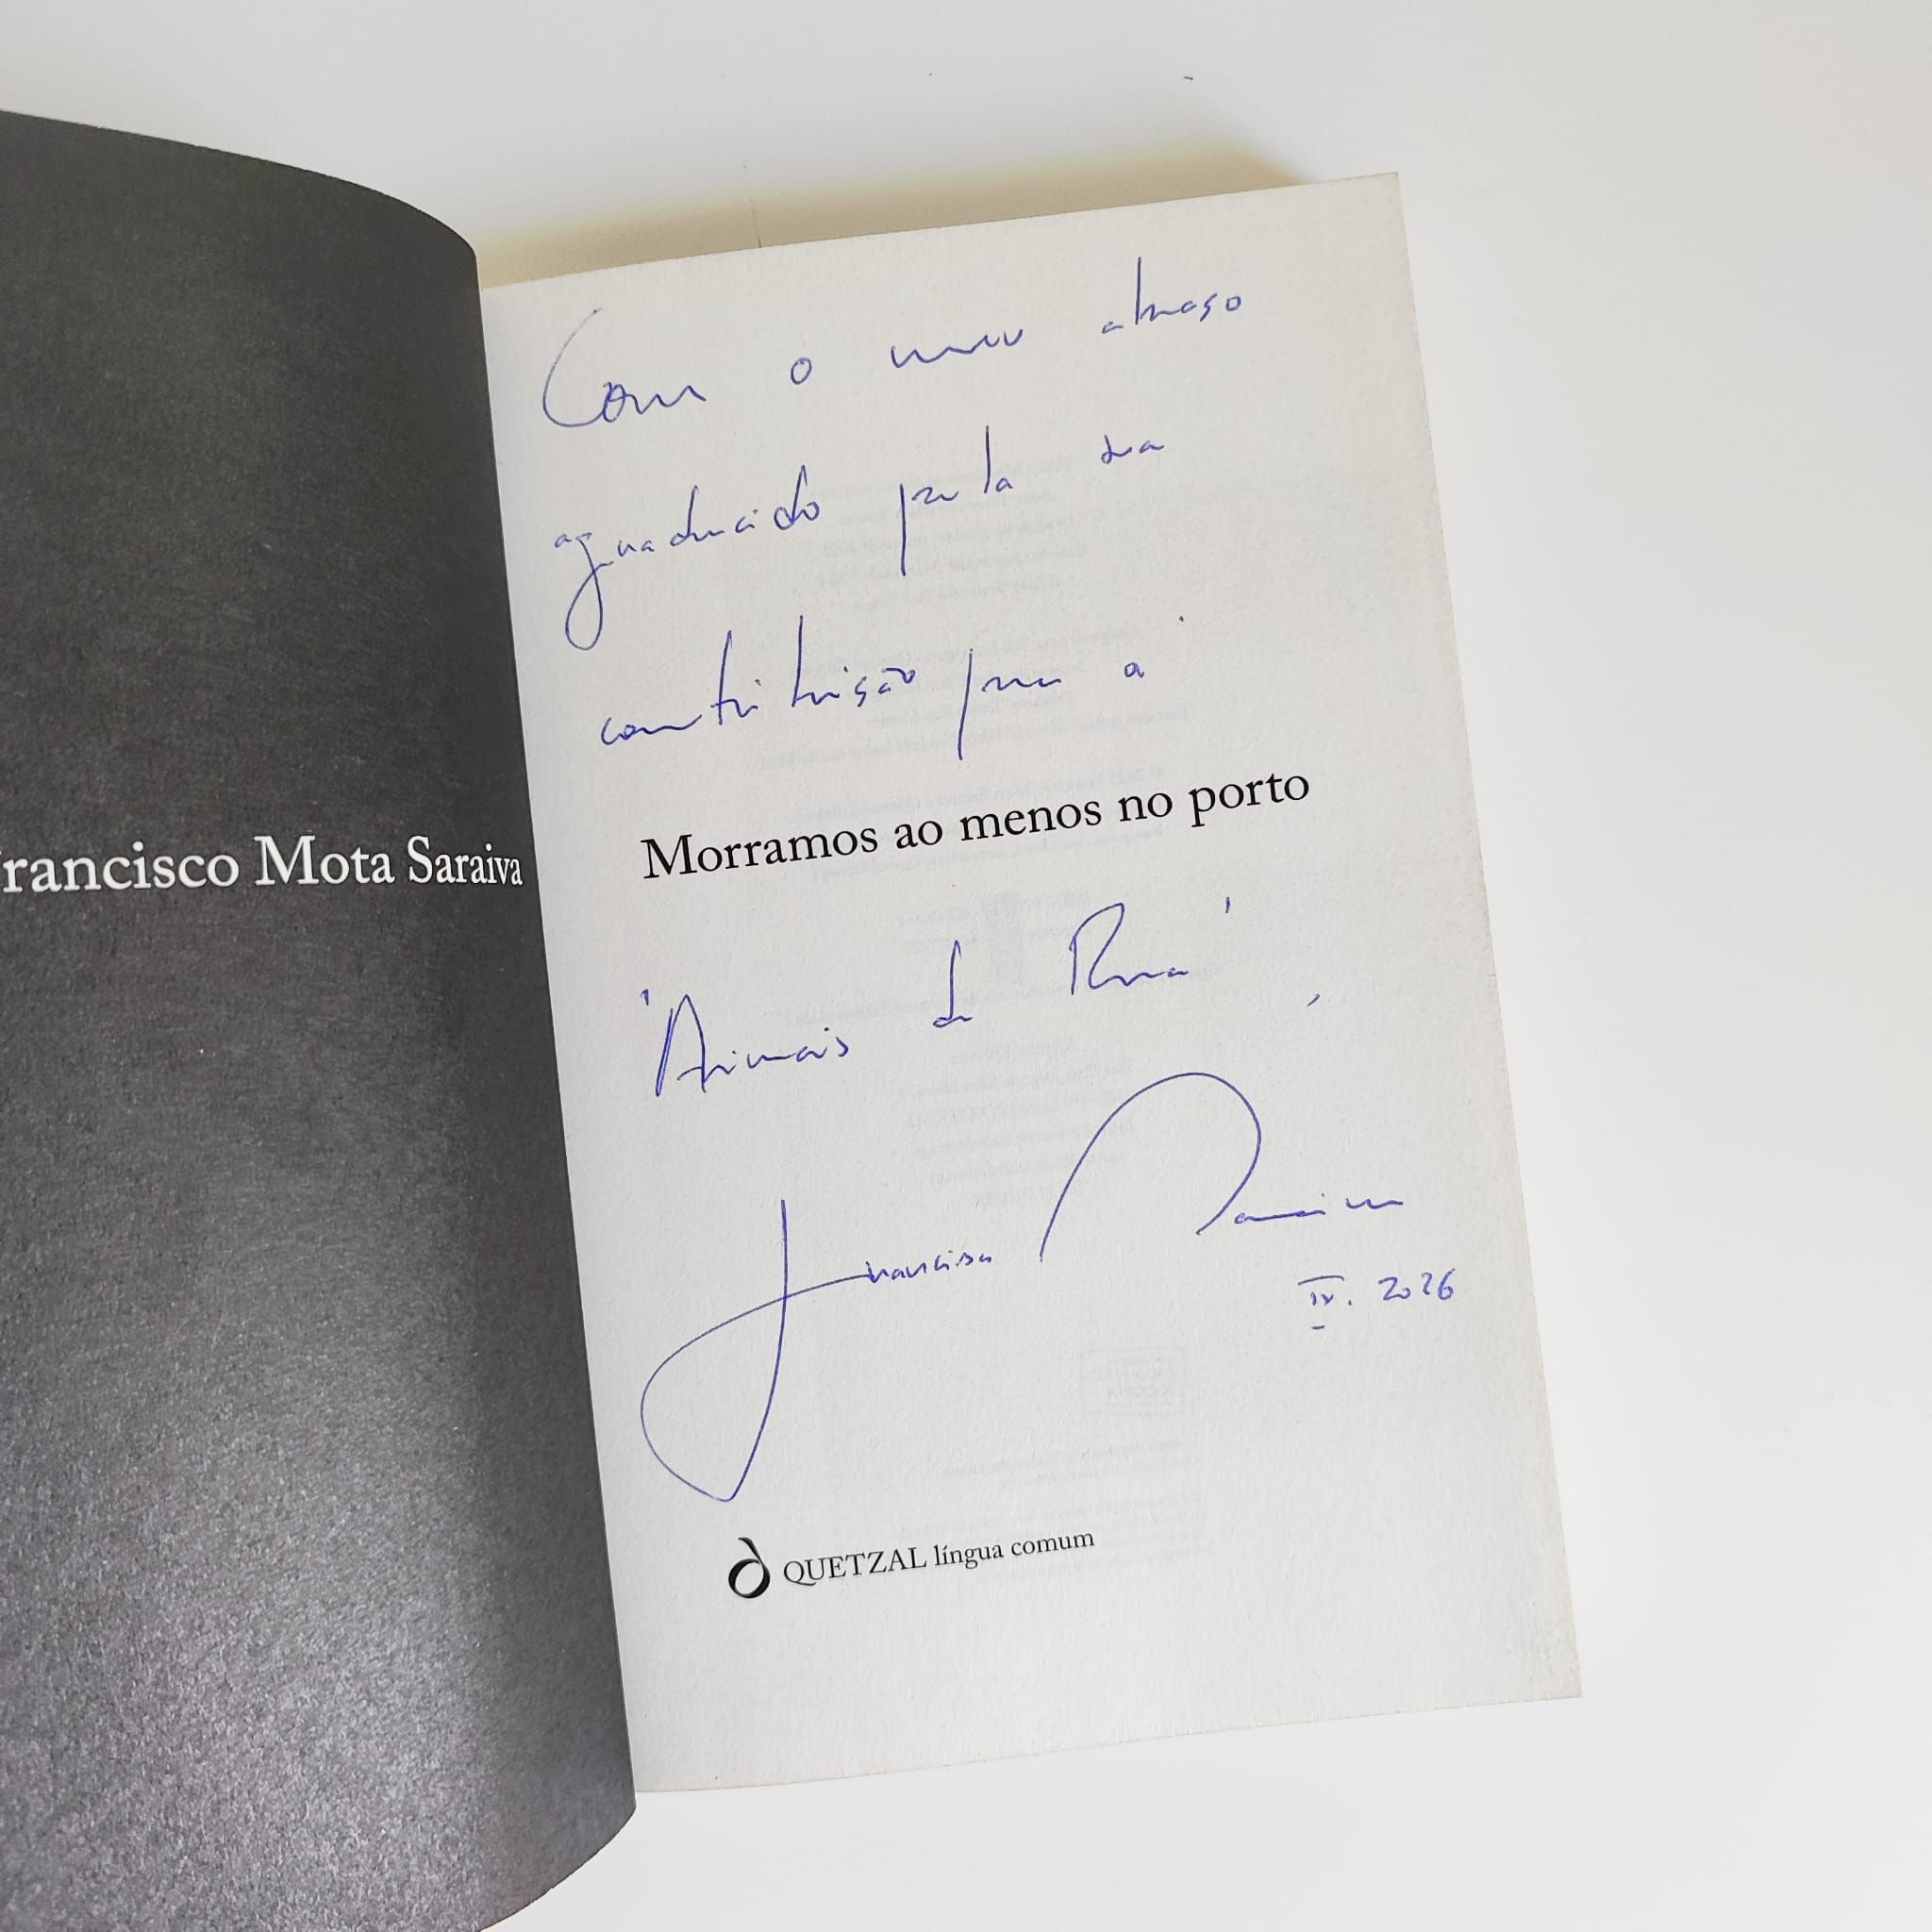 Francisco Mota Saraiva
Com o meu abraço
agradecido pela sua
contribuição para a
Morramos ao menos no porto
'Animais de Rua',
Francisco Saraiva
IV. 2026
QUETZAL língua comum